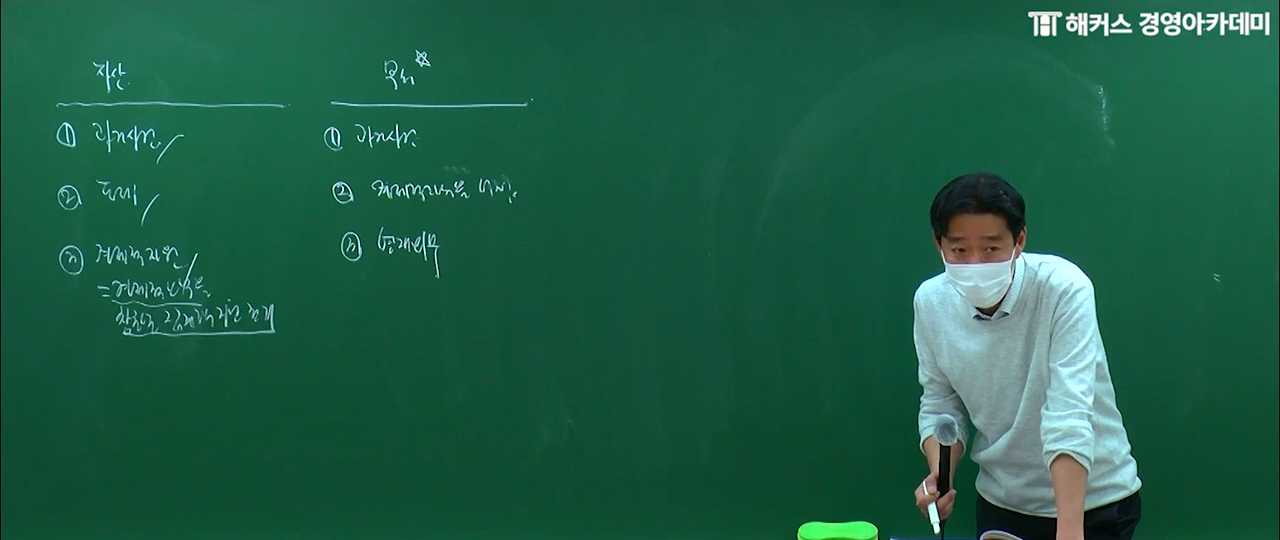 해커스 경영아카데미
자산
① 과거사건
② 통제
③ 경제적자원
= 경제적효익을
창출할 잠재력을 지닌 권리
부채 ☆
① 과거사건
② 경제적자원을 이전
③ 현재의무